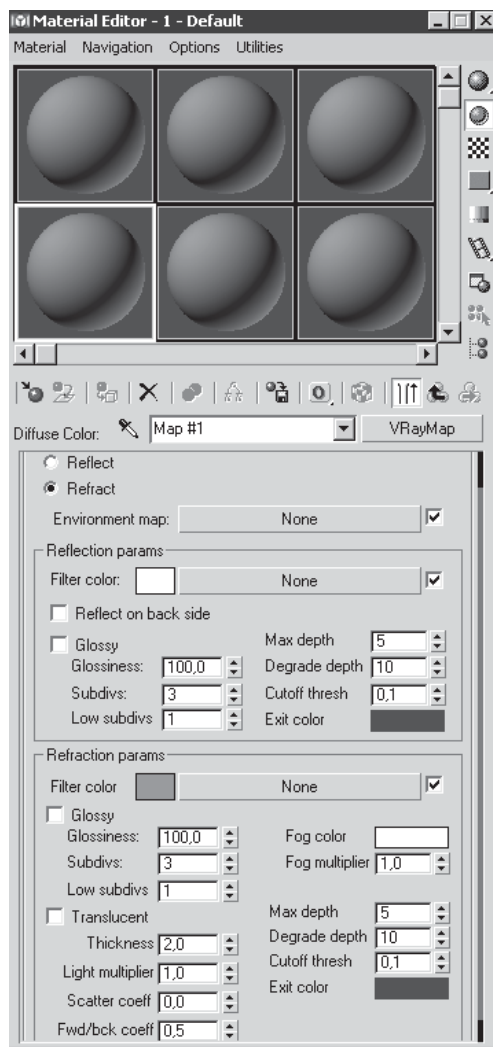 Material Editor - 1 - Default
Material Navigation Options Utilities
Diffuse Color: Map #1 VRayMap
Reflect
Refract
Environment map: None
Reflection params
Filter color: None
Reflect on back side
Glossy Max depth 5
Glossiness: 100,0 Degrade depth 10
Subdivs: 3 Cutoff thresh 0,1
Low subdivs 1 Exit color
Refraction params
Filter color None
Glossy
Glossiness: 100,0 Fog color
Subdivs: 3 Fog multiplier 1,0
Low subdivs 1
Translucent Max depth 5
Thickness 2,0 Degrade depth 10
Light multiplier 1,0 Cutoff thresh 0,1
Scatter coeff 0,0 Exit color
Fwd/bck coeff 0,5